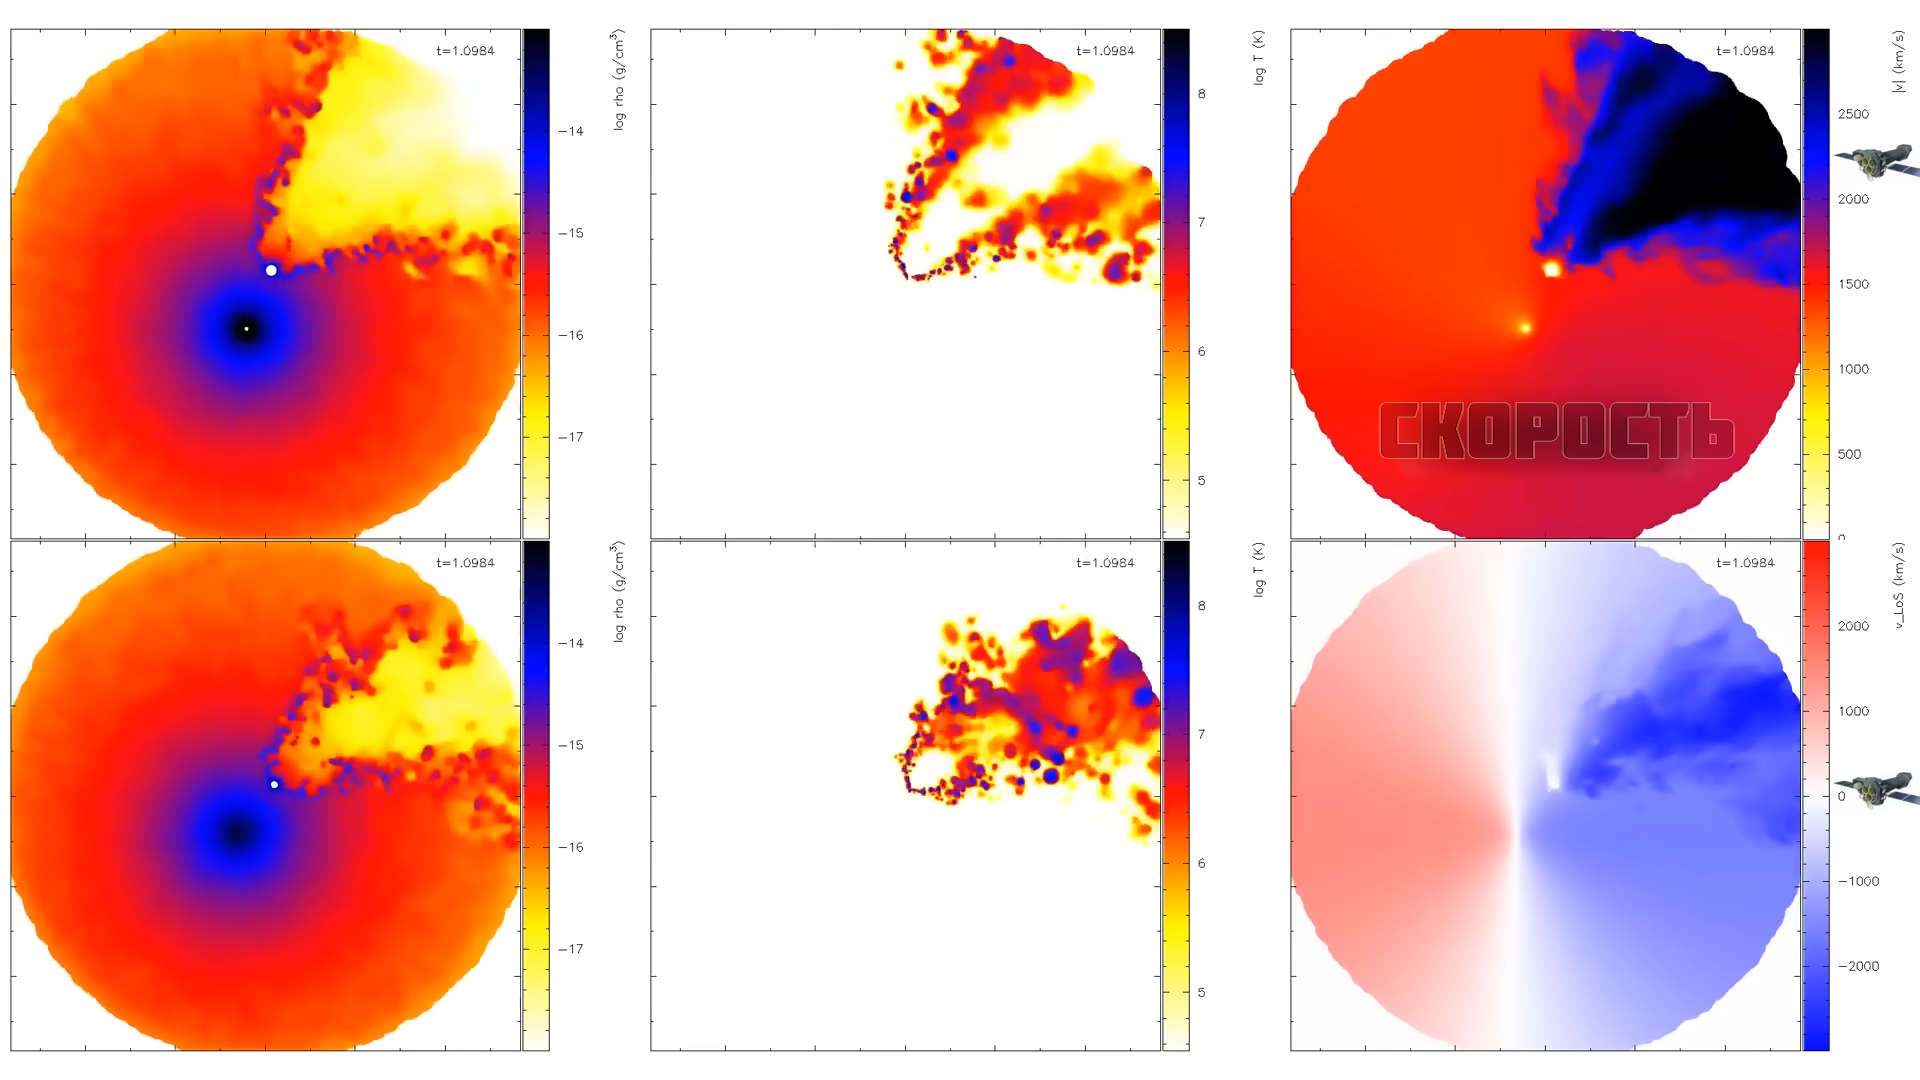 t=1.0984
-14
-15
-16
-17
log rho (g/cm³)
t=1.0984
8
7
6
5
log T (K)
t=1.0984
2500
2000
1500
1000
500
0
|v| (km/s)
СКОРОСТЬ
t=1.0984
-14
-15
-16
-17
log rho (g/cm³)
t=1.0984
8
7
6
5
log T (K)
t=1.0984
2000
1000
0
-1000
-2000
v_LoS (km/s)